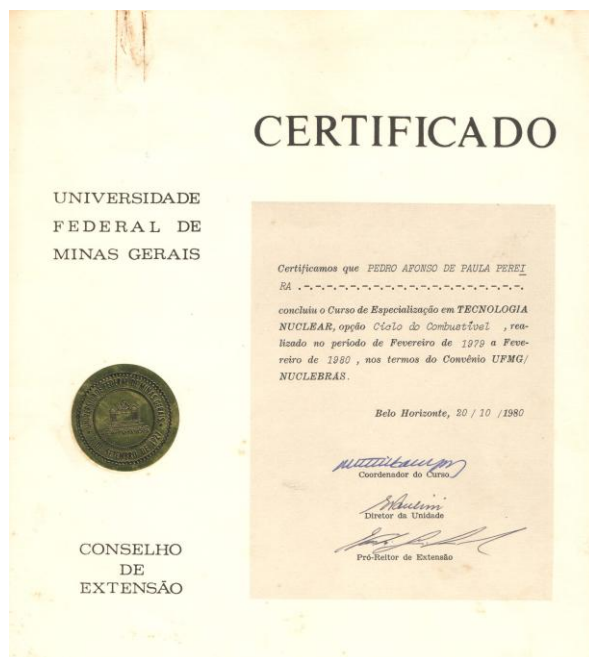 CERTIFICADO
UNIVERSIDADE
FEDERAL DE
MINAS GERAIS
Certificamos que PEDRO AFONSO DE PAULA PEREI
RA .-.-.-.-.-.-.-.-.-.-.-.-.-.-.-.-.-.-.
concluiu o Curso de Especialização em TECNOLOGIA
NUCLEAR, opção Ciclo do Combustível , rea-
lizado no período de Fevereiro de 1979 a Feve-
reiro de 1980 , nos termos do Convênio UFMG/
NUCLEBRÁS.
Belo Horizonte, 20 / 10 /1980
Coordenador do Curso
Diretor da Unidade
Pró-Reitor de Extensão
CONSELHO
DE
EXTENSÃO